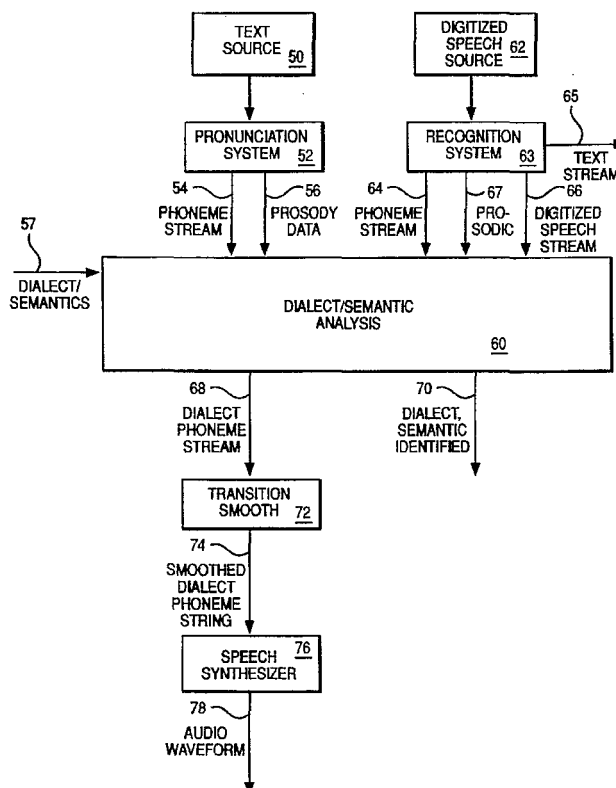 TEXT
SOURCE
50
DIGITIZED
SPEECH
SOURCE
62
PRONUNCIATION
SYSTEM 52
RECOGNITION
SYSTEM 63
65
TEXT
STREAM
54
PHONEME
STREAM
56
PROSODY
DATA
64
PHONEME
STREAM
67
PRO-
SODIC
66
DIGITIZED
SPEECH
STREAM
57
DIALECT/
SEMANTICS
DIALECT/SEMANTIC
ANALYSIS
60
68
DIALECT
PHONEME
STREAM
70
DIALECT,
SEMANTIC
IDENTIFIED
TRANSITION
SMOOTH 72
74
SMOOTHED
DIALECT
PHONEME
STRING
SPEECH 76
SYNTHESIZER
78
AUDIO
WAVEFORM